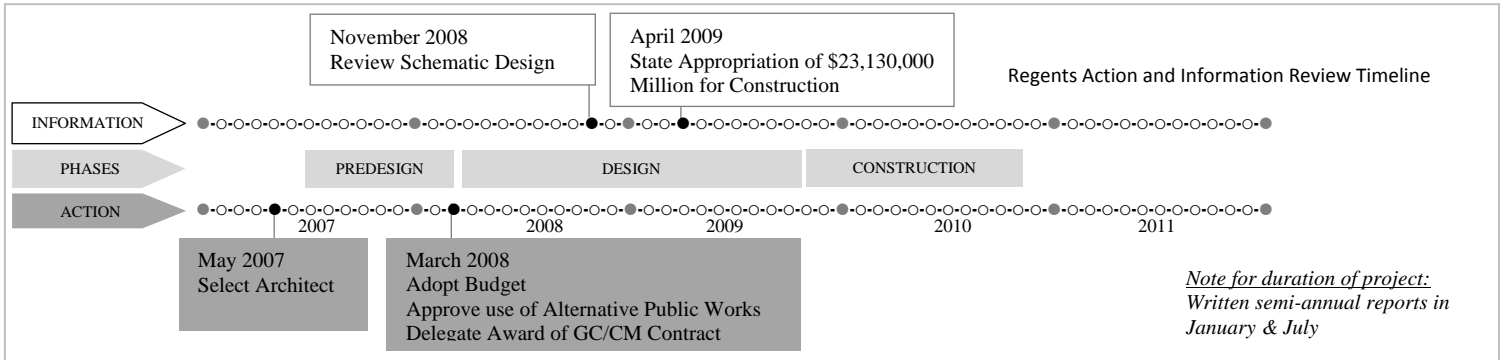 November 2008
Review Schematic Design
April 2009
State Appropriation of $23,130,000
Million for Construction
Regents Action and Information Review Timeline
INFORMATION
PHASES
PREDESIGN
DESIGN
CONSTRUCTION
ACTION
2007
2008
2009
2010
2011
May 2007
Select Architect
March 2008
Adopt Budget
Approve use of Alternative Public Works
Delegate Award of GC/CM Contract
Note for duration of project:
Written semi-annual reports in
January & July